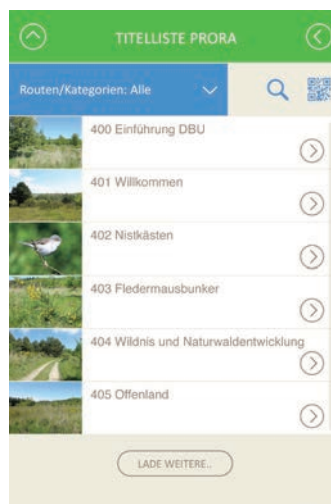 TITELLISTE PRORA
Routen/Kategorien: Alle
400 Einführung DBU
401 Willkommen
402 Nistkästen
403 Fledermausbunker
404 Wildnis und Naturwaldentwicklung
405 Offenland
LADE WEITERE..